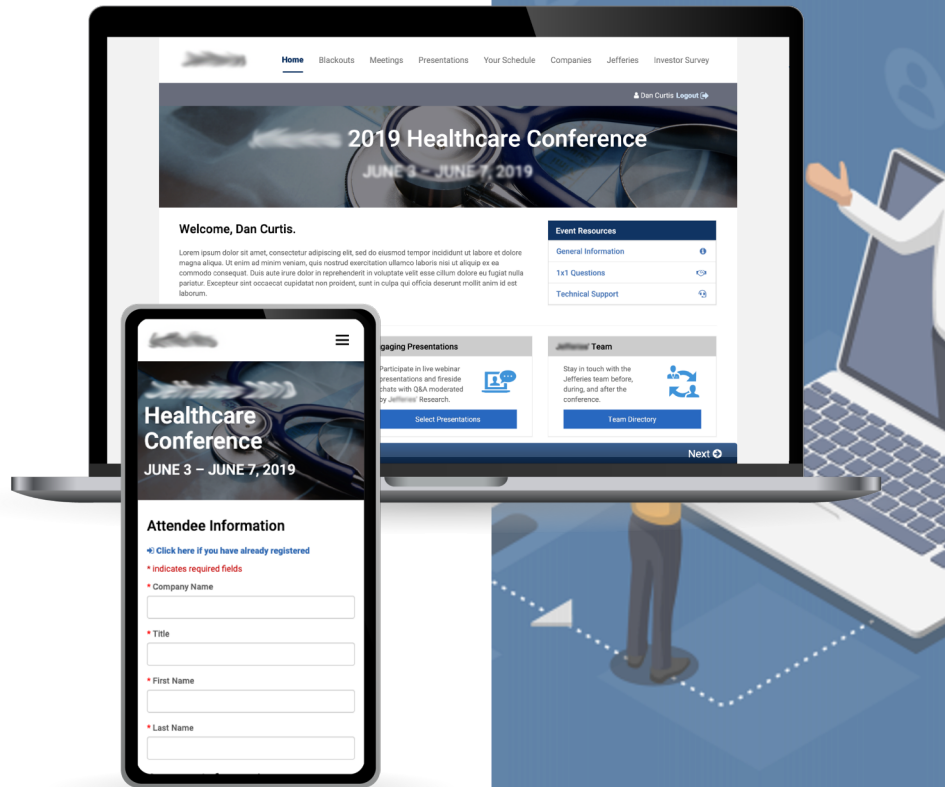 Home Blackouts Meetings Presentations Your Schedule Companies Jefferies Investor Survey
Dan Curtis Logout
2019 Healthcare Conference
JUNE 3 – JUNE 7, 2019
Welcome, Dan Curtis.
Lorem ipsum dolor sit amet, consectetur adipiscing elit, sed do eiusmod tempor incididunt ut labore et dolore
magna aliqua. Ut enim ad minim veniam, quis nostrud exercitation ullamco laboris nisi ut aliquip ex ea
commodo consequat. Duis aute irure dolor in reprehenderit in voluptate velit esse cillum dolore eu fugiat nulla
pariatur. Excepteur sint occaecat cupidatat non proident, sunt in culpa qui officia deserunt mollit anim id est
laborum.
Event Resources
General Information
1x1 Questions
Technical Support
gaging Presentations
Participate in live webinar
presentations and fireside
chats with Q&A moderated
by Jefferies' Research.
Select Presentations
Jefferies' Team
Stay in touch with the
Jefferies team before,
during, and after the
conference.
Team Directory
Next
Healthcare
Conference
JUNE 3 – JUNE 7, 2019
Attendee Information
Click here if you have already registered
* indicates required fields
* Company Name
* Title
* First Name
* Last Name